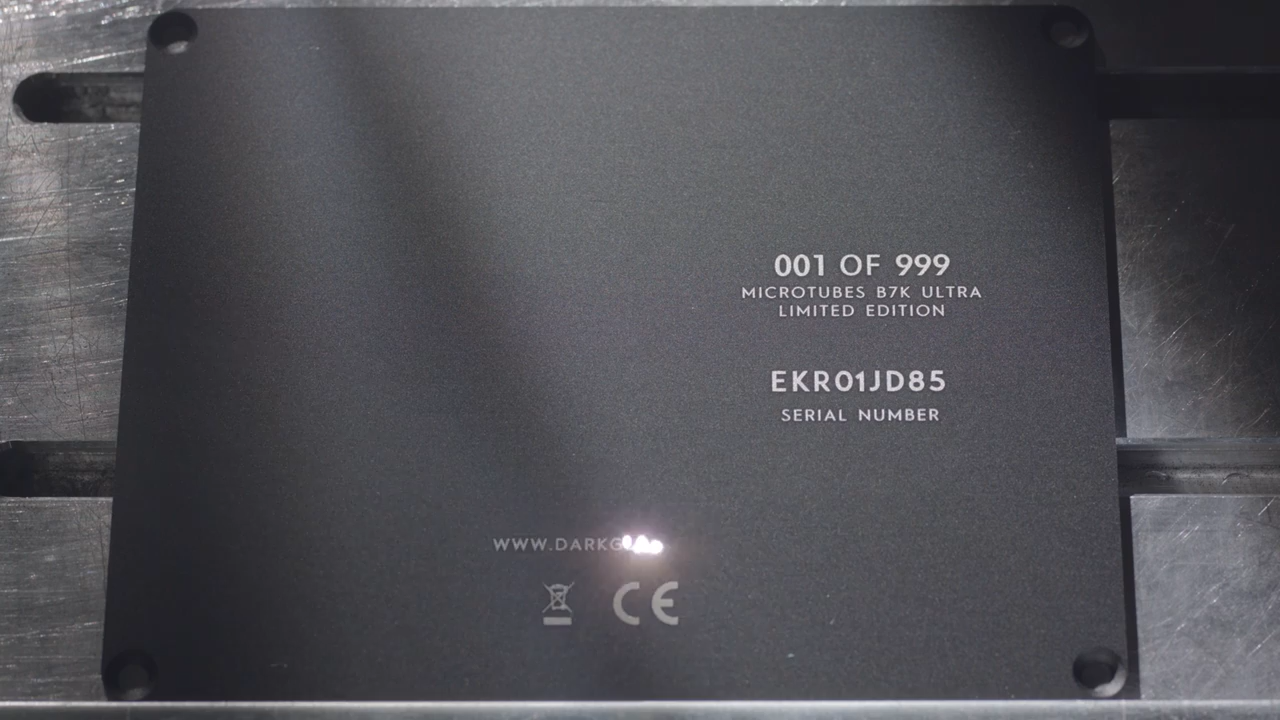 001 OF 999
MICROTUBES B7K ULTRA
LIMITED EDITION
EKR01JD85
SERIAL NUMBER
CE